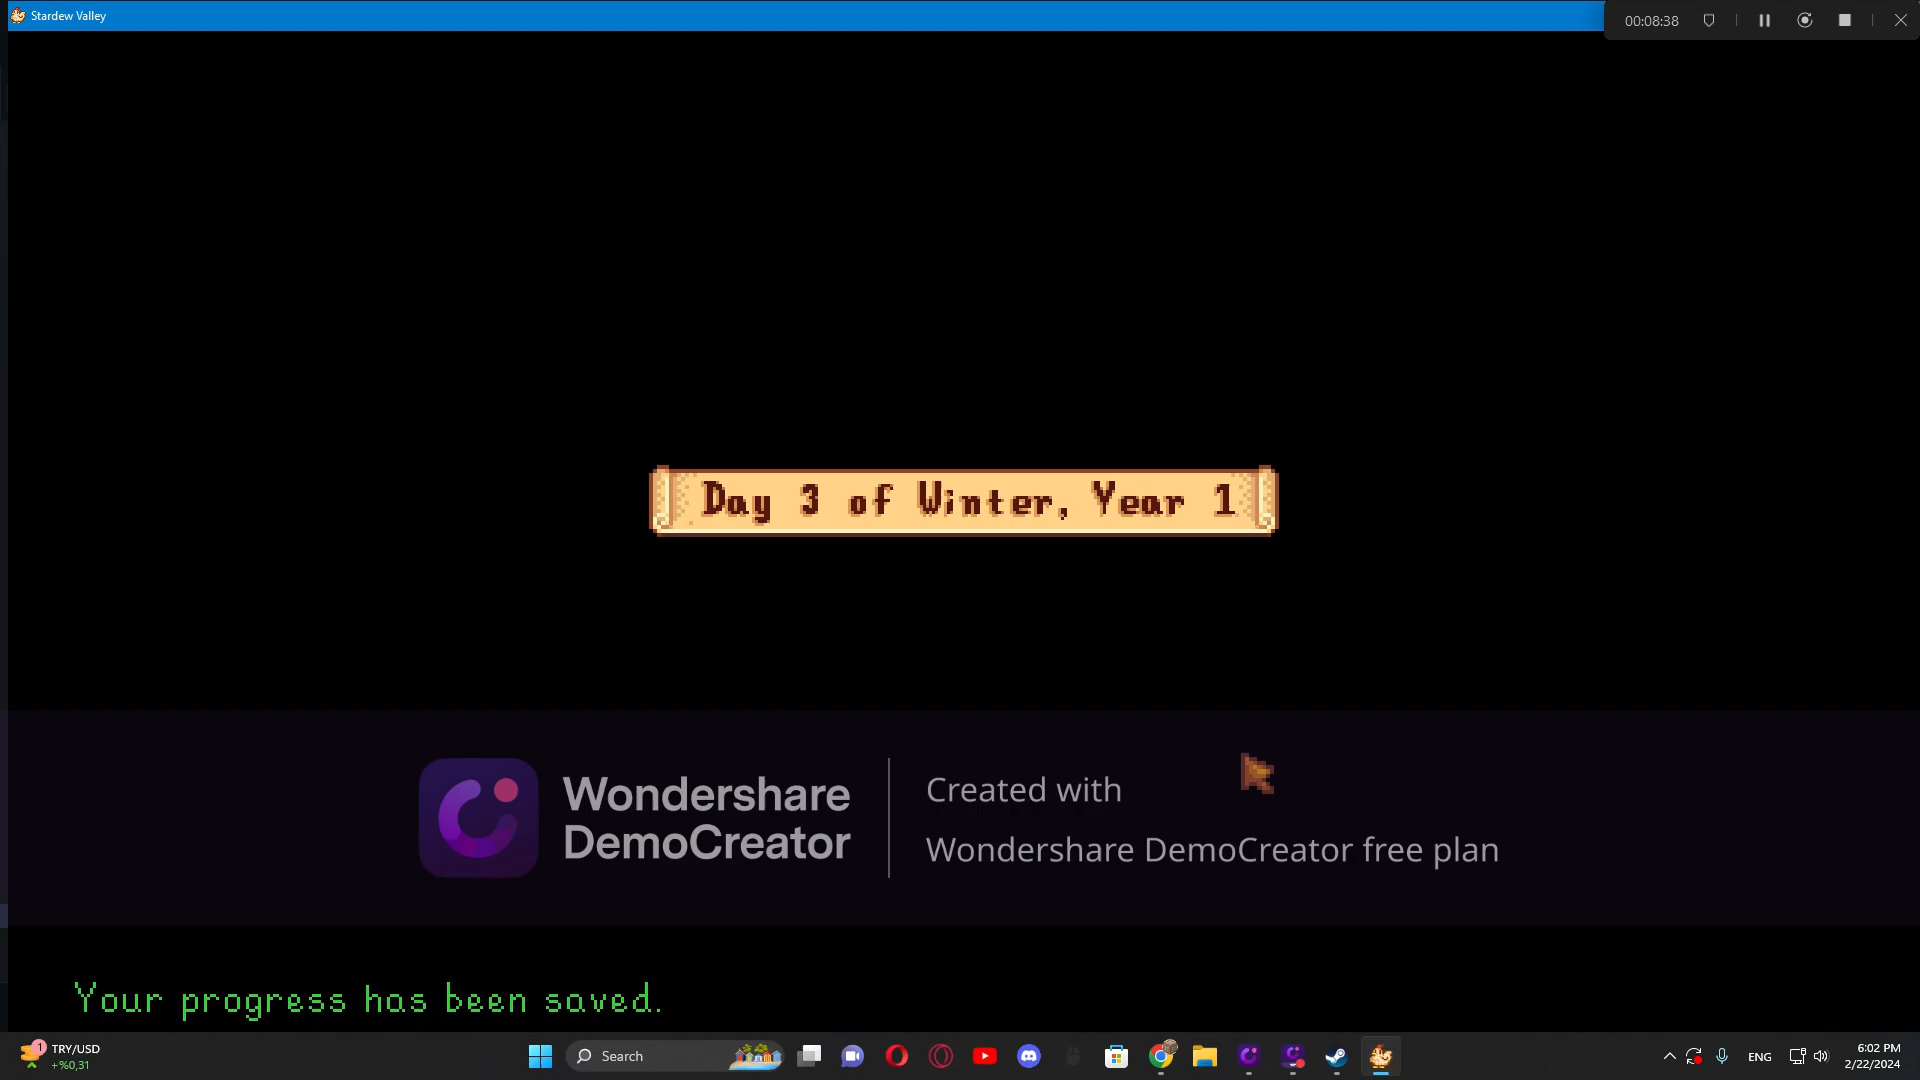 Stardew Valley
00:08:38
Day 3 of Winter, Year 1
Wondershare
DemoCreator
Created with
Wondershare DemoCreator free plan
Your progress has been saved.
1
TRY/USD
+%0,31
Search
ENG
6:02 PM
2/22/2024